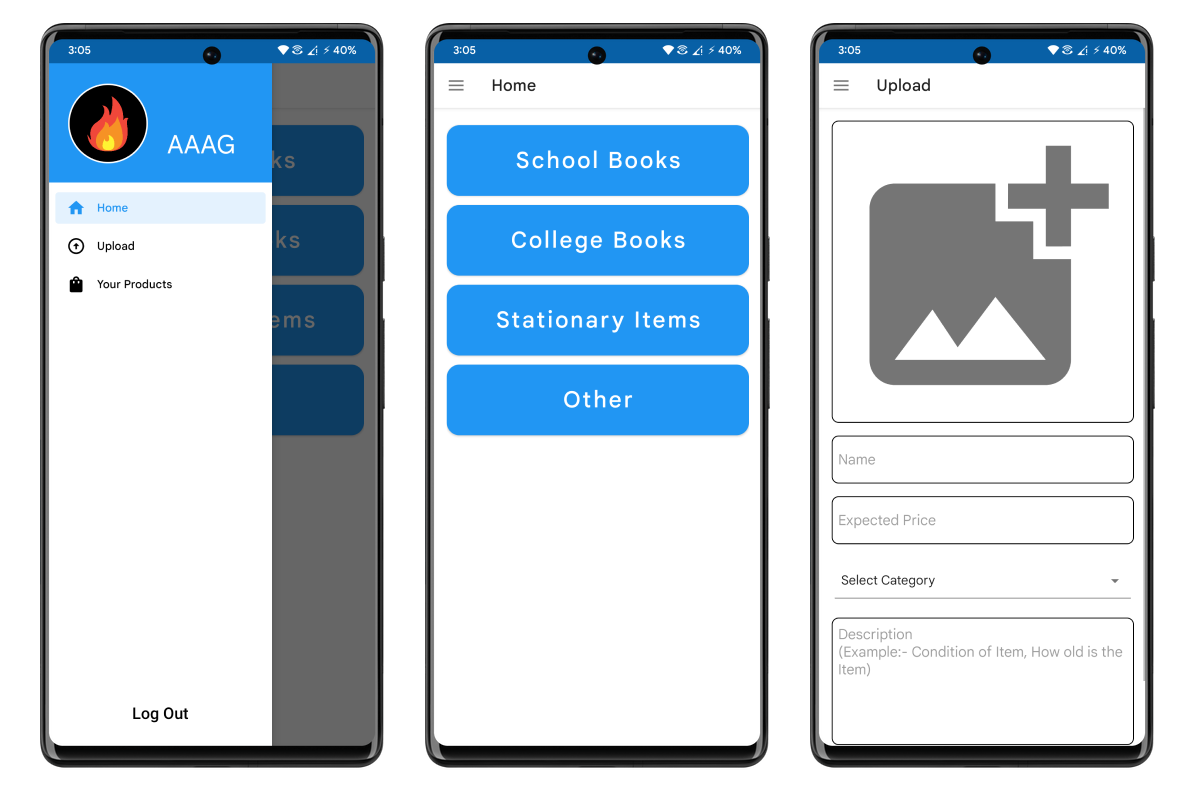 3:05
40%
AAAG
ks
Home
Upload
ks
Your Products
ems
Log Out
3:05
40%
Home
School Books
College Books
Stationary Items
Other
3:05
40%
Upload
Name
Expected Price
Select Category
Description
(Example:- Condition of Item, How old is the
Item)